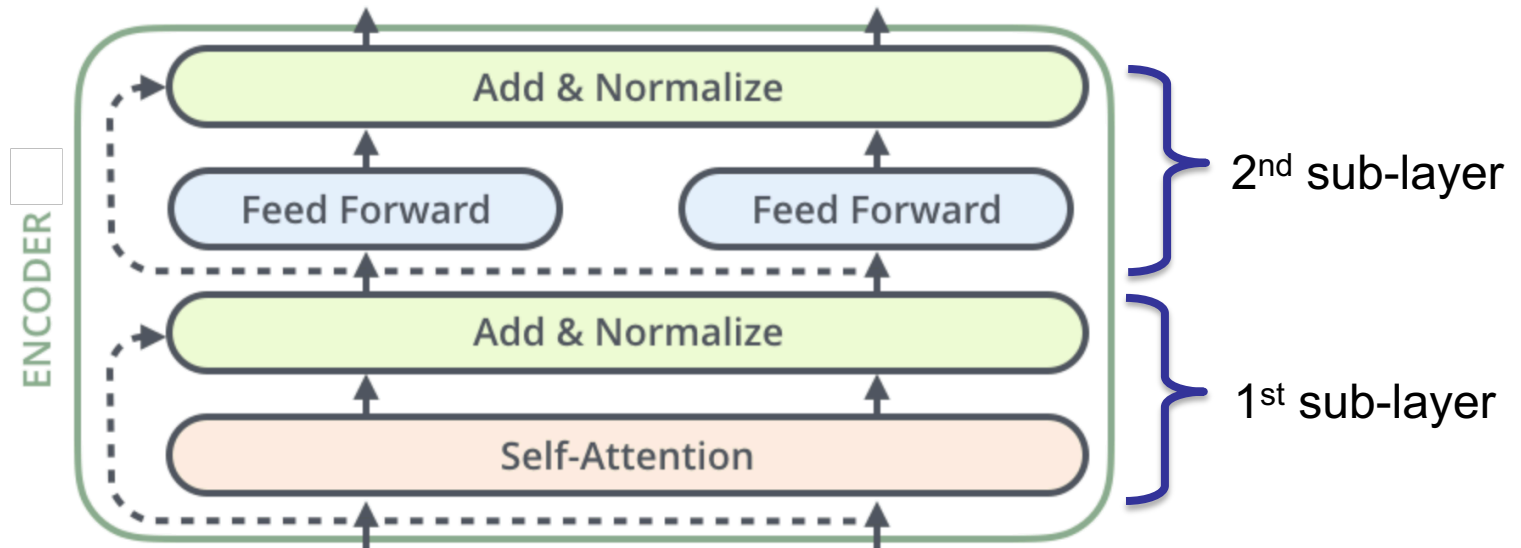 Add & Normalize
Feed Forward Feed Forward
2nd sub-layer
ENCODER
Add & Normalize
1st sub-layer
Self-Attention